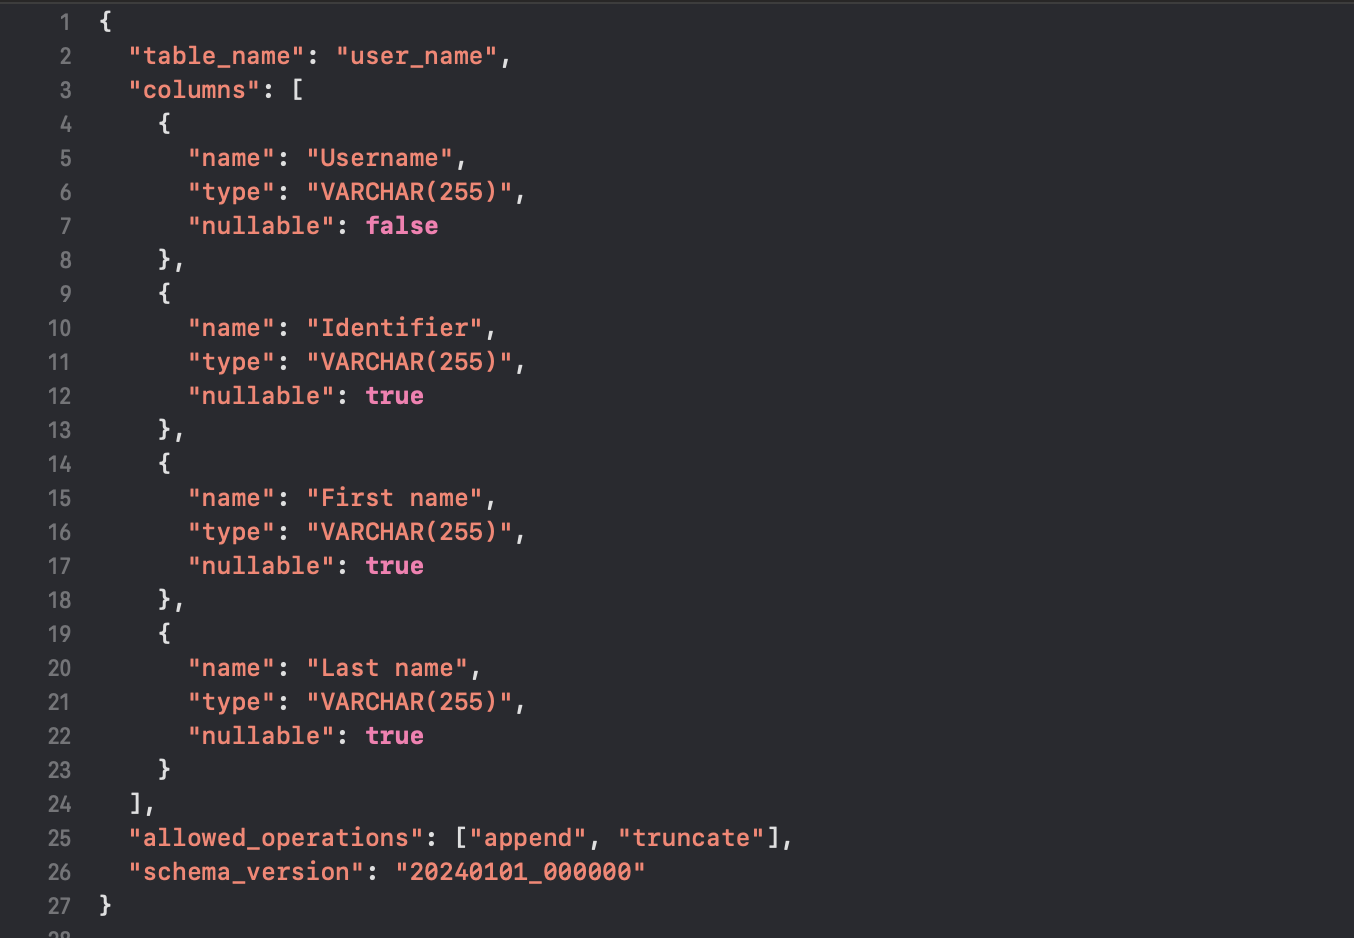 1 {
2   "table_name": "user_name",
3   "columns": [
4     {
5       "name": "Username",
6       "type": "VARCHAR(255)",
7       "nullable": false
8     },
9     {
10       "name": "Identifier",
11       "type": "VARCHAR(255)",
12       "nullable": true
13     },
14     {
15       "name": "First name",
16       "type": "VARCHAR(255)",
17       "nullable": true
18     },
19     {
20       "name": "Last name",
21       "type": "VARCHAR(255)",
22       "nullable": true
23     }
24   ],
25   "allowed_operations": ["append", "truncate"],
26   "schema_version": "20240101_000000"
27 }
28